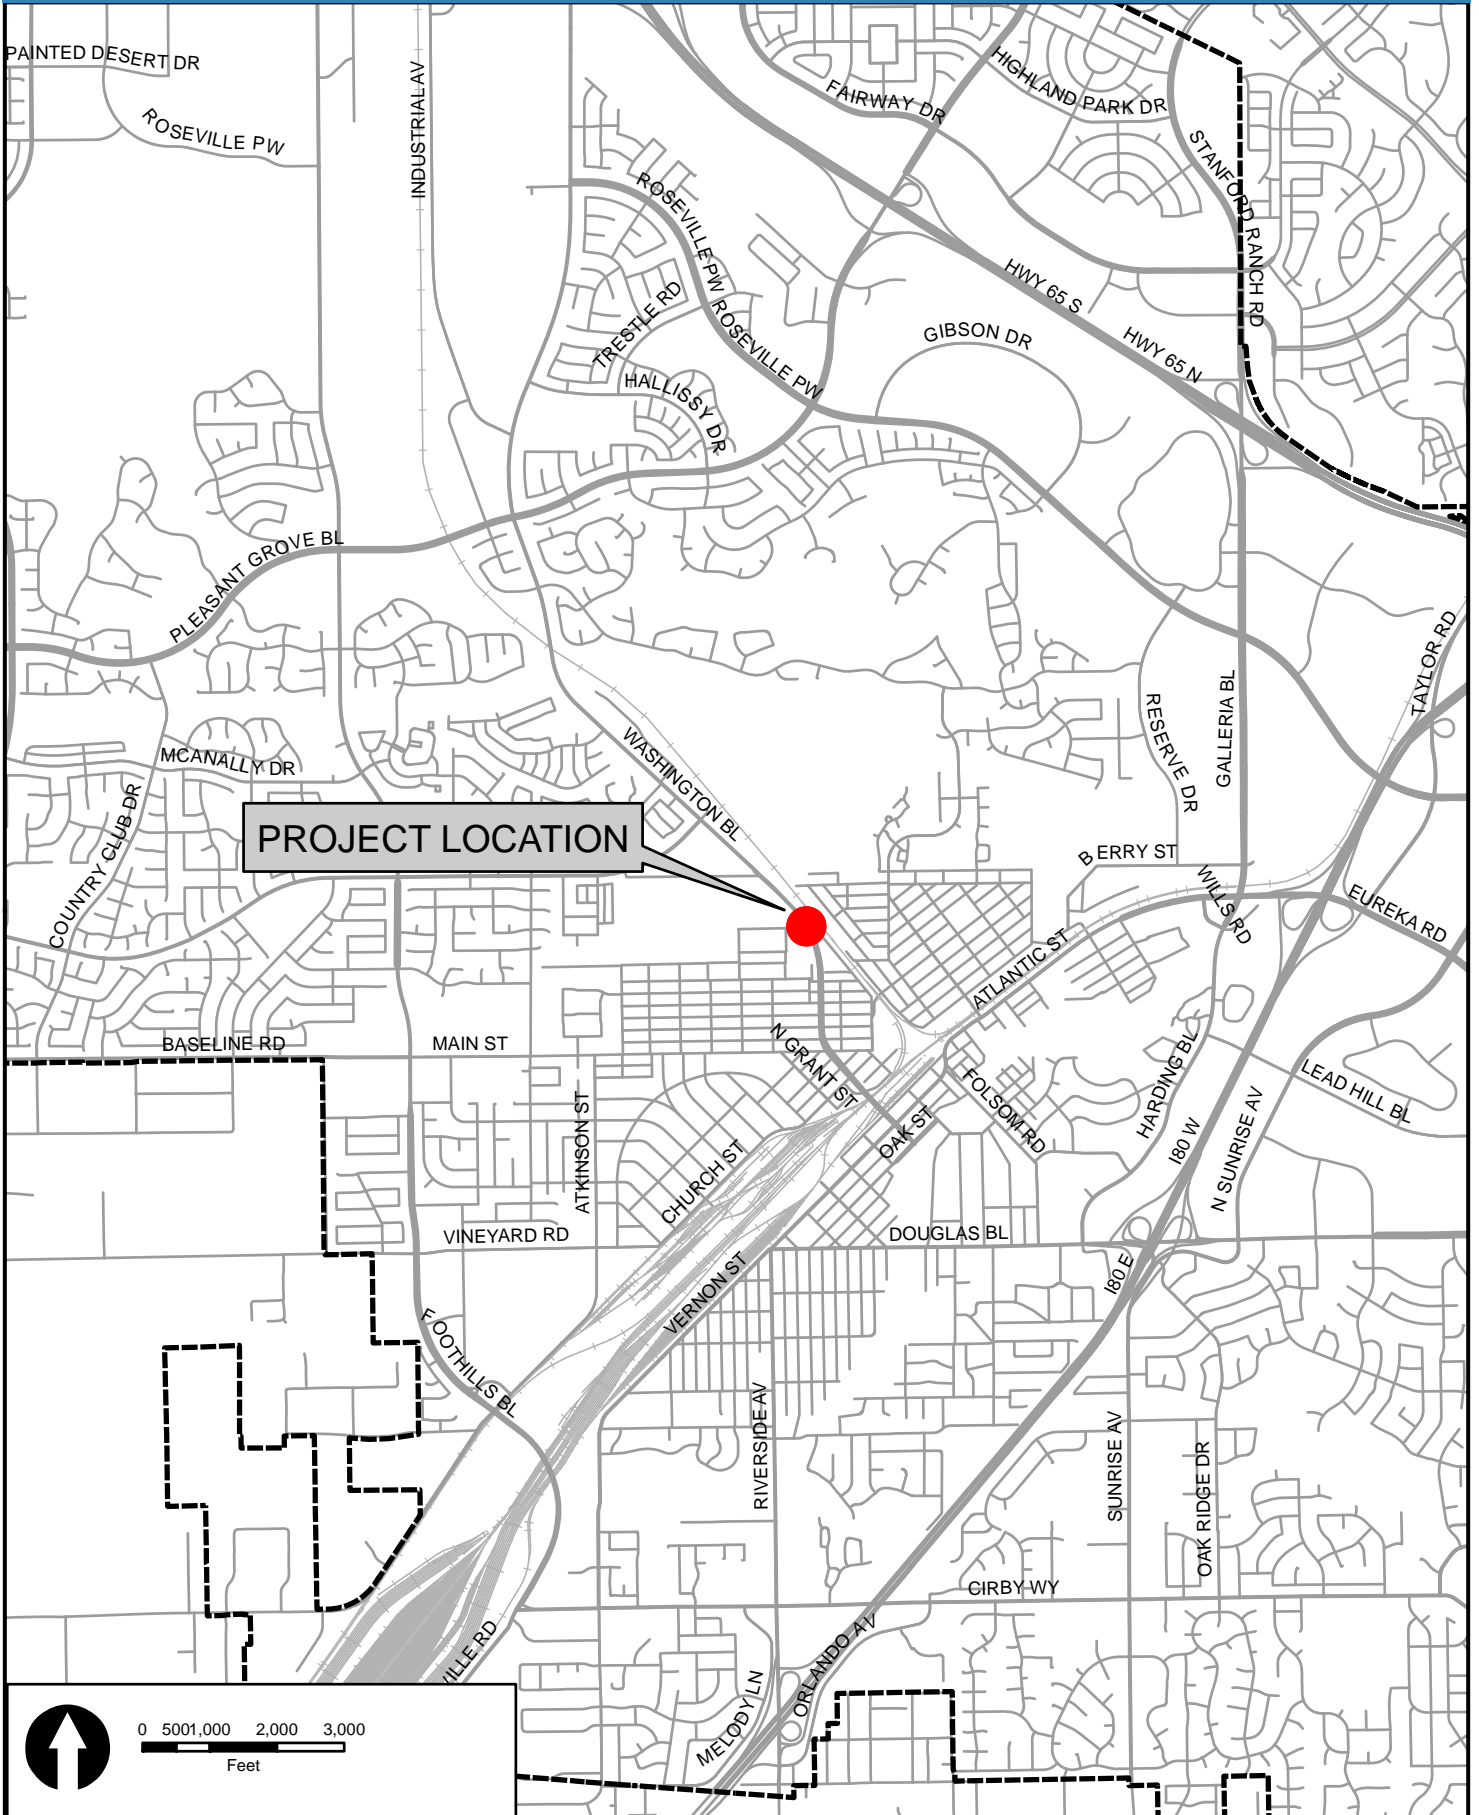 PAINTED DESERT DR
ROSEVILLE PW
INDUSTRIAL AV
FAIRWAY DR
HIGHLAND PARK DR
STANFORD RANCH RD
ROSEVILLE PW
ROSEVILLE PW
TRESTLE RD
HALLISSY DR
HWY 65 S
HWY 65 N
GIBSON DR
PLEASANT GROVE BL
TAYLOR RD
GALLERIA BL
RESERVE DR
WASHINGTON BL
MCANALLY DR
COUNTRY CLUB DR
PROJECT LOCATION
B ERRY ST
WILLS RD
EUREKA RD
ATLANTIC ST
BASELINE RD
MAIN ST
N GRANT ST
FOLSOM RD
OAK ST
HARDING BL
LEAD HILL BL
I80 W
N SUNRISE AV
ATKINSON ST
CHURCH ST
VINEYARD RD
DOUGLAS BL
VERNON ST
I80 E
F OOTHILLS BL
RIVERSIDE AV
SUNRISE AV
OAK RIDGE DR
CIRBY WY
ORLANDO AV
MELODY LN
VILLE RD
0 500 1,000 2,000 3,000
Feet